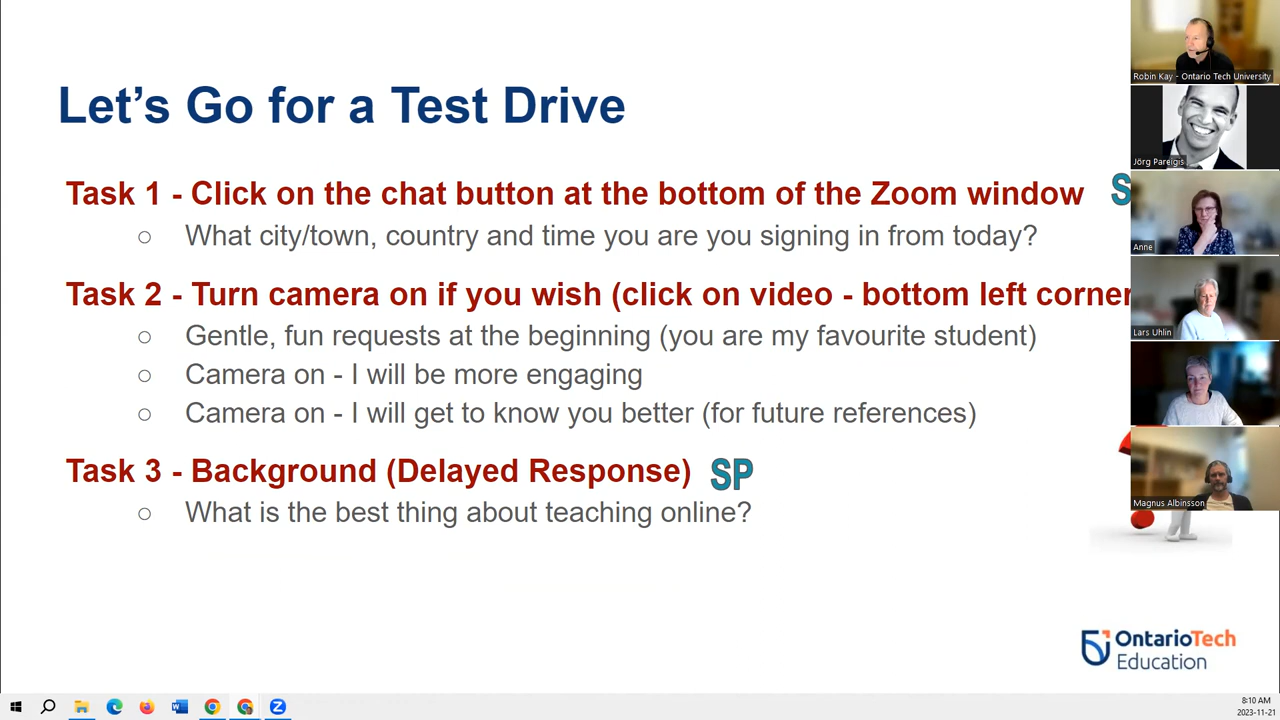 Let's Go for a Test Drive
Task 1 - Click on the chat button at the bottom of the Zoom window
S
○ What city/town, country and time you are you signing in from today?
Task 2 - Turn camera on if you wish (click on video - bottom left corner
○ Gentle, fun requests at the beginning (you are my favourite student)
○ Camera on - I will be more engaging
○ Camera on - I will get to know you better (for future references)
Task 3 - Background (Delayed Response) SP
○ What is the best thing about teaching online?
Robin Kay - Ontario Tech University
Jörg Pareigis
Anne
Lars Uhlin
Magnus Albinsson
OntarioTech
Education
8:10 AM
2023-11-21